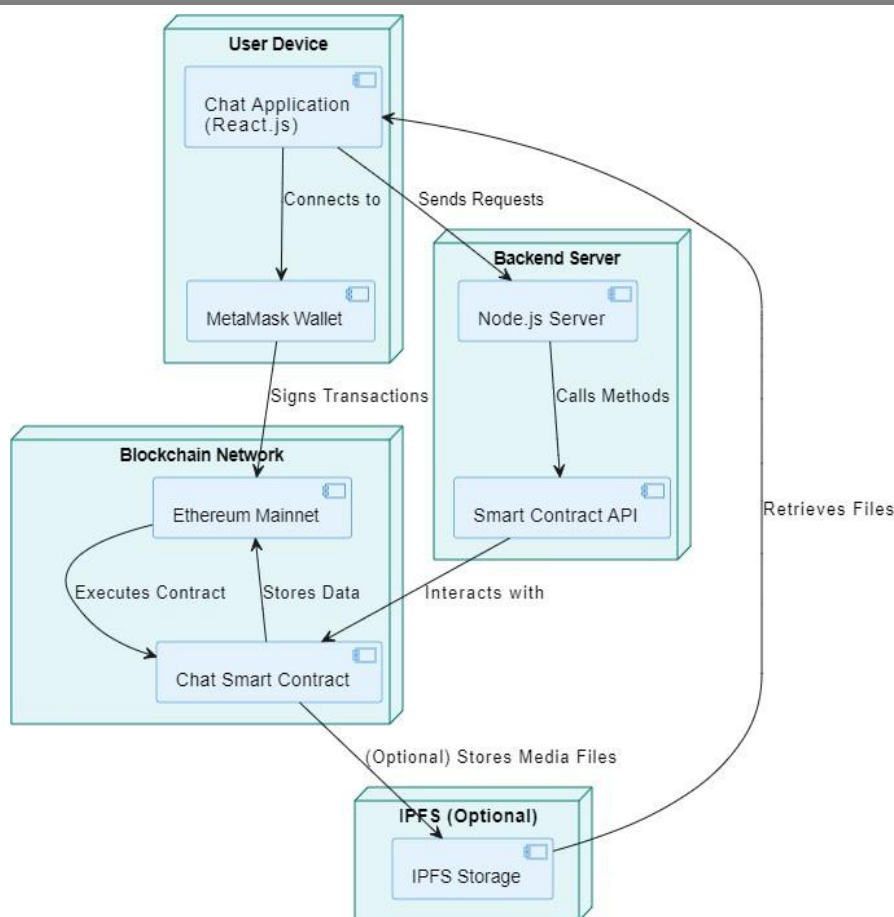 User Device
Chat Application
(React.js)
Connects to
Sends Requests
Backend Server
MetaMask Wallet
Node.js Server
Signs Transactions
Calls Methods
Blockchain Network
Ethereum Mainnet
Smart Contract API
Retrieves Files
Executes Contract
Stores Data
Interacts with
Chat Smart Contract
(Optional) Stores Media Files
IPFS (Optional)
IPFS Storage